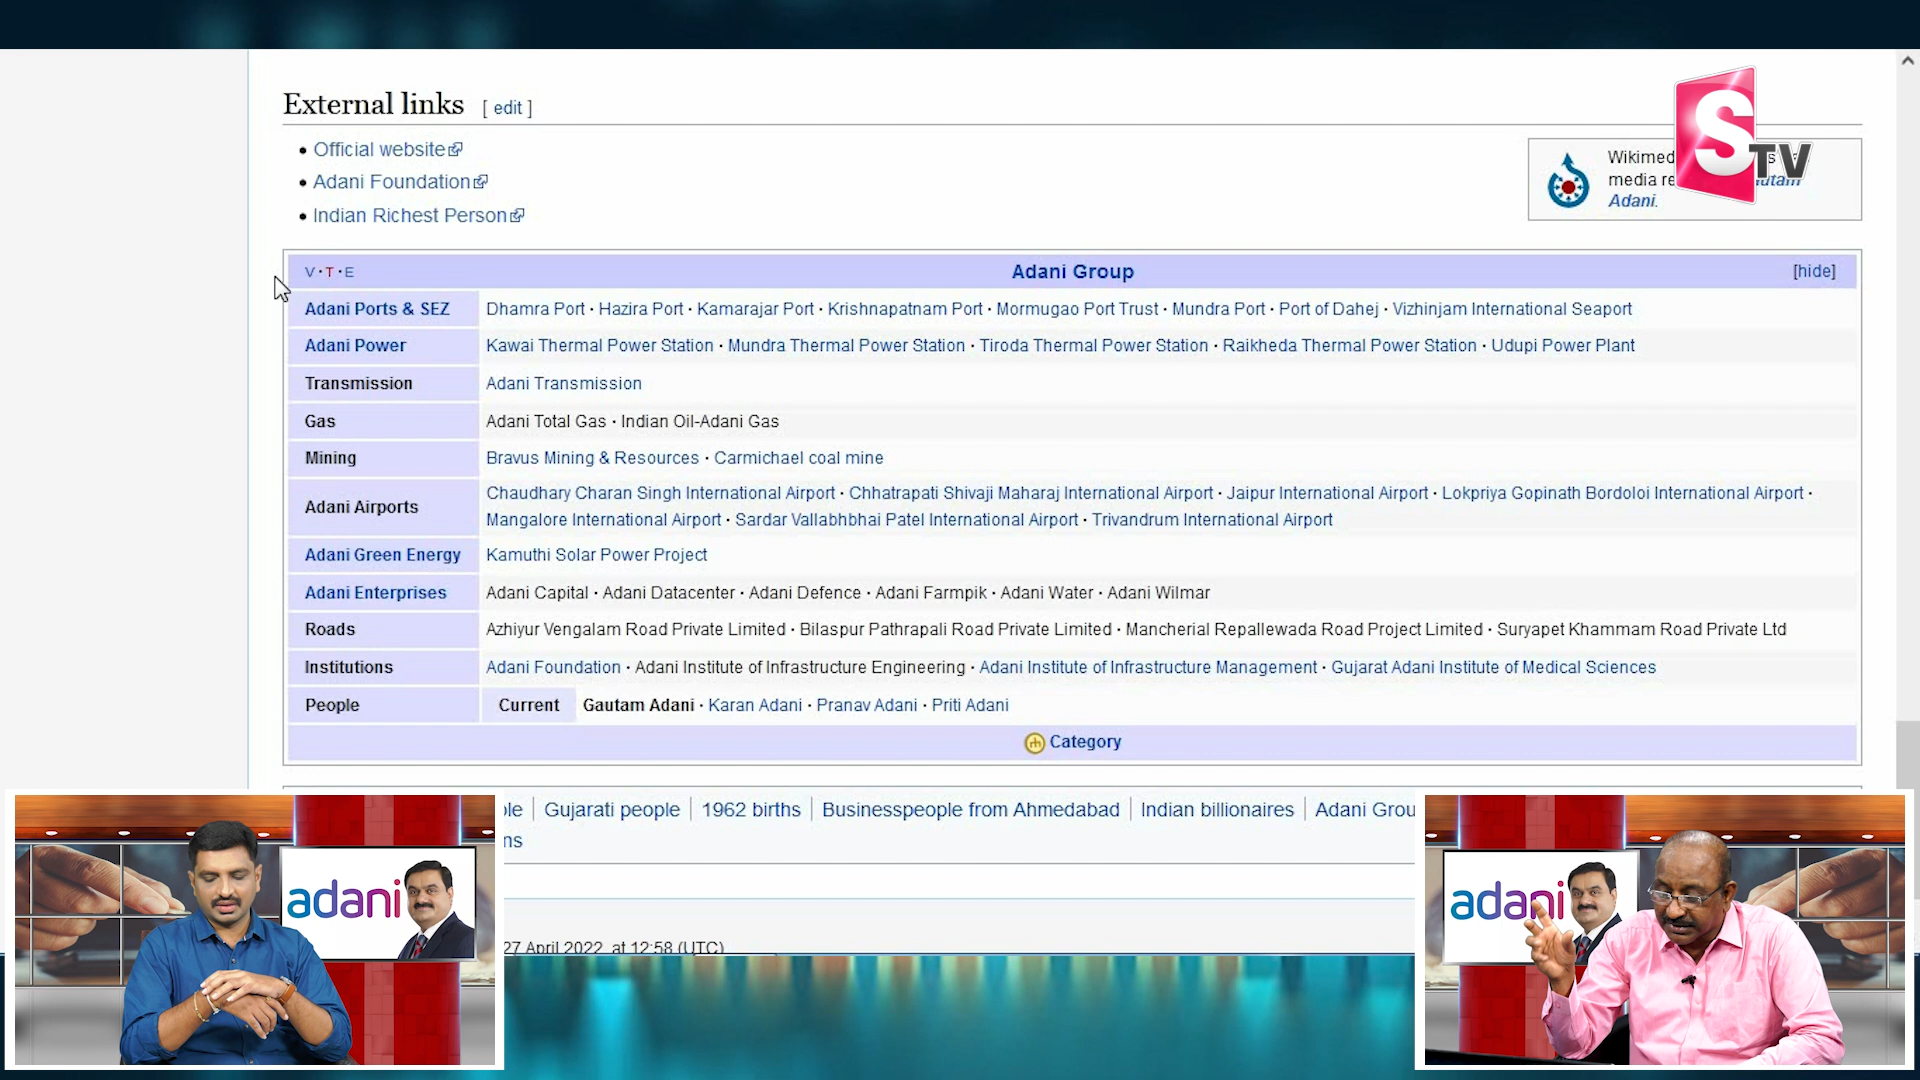 External links [ edit ]
Official website
Adani Foundation
Indian Richest Person
STV
media
Adani.
V · T · E Adani Group [hide]
Adani Ports & SEZ Dhamra Port · Hazira Port · Kamarajar Port · Krishnapatnam Port · Mormugao Port Trust · Mundra Port · Port of Dahej · Vizhinjam International Seaport
Adani Power Kawai Thermal Power Station · Mundra Thermal Power Station · Tiroda Thermal Power Station · Raikheda Thermal Power Station · Udupi Power Plant
Transmission Adani Transmission
Gas Adani Total Gas · Indian Oil-Adani Gas
Mining Bravus Mining & Resources · Carmichael coal mine
Adani Airports Chaudhary Charan Singh International Airport · Chhatrapati Shivaji Maharaj International Airport · Jaipur International Airport · Lokpriya Gopinath Bordoloi International Airport ·
Mangalore International Airport · Sardar Vallabhbhai Patel International Airport · Trivandrum International Airport
Adani Green Energy Kamuthi Solar Power Project
Adani Enterprises Adani Capital · Adani Datacenter · Adani Defence · Adani Farmpik · Adani Water · Adani Wilmar
Roads Azhiyur Vengalam Road Private Limited · Bilaspur Pathrapali Road Private Limited · Mancherial Repallewada Road Project Limited · Suryapet Khammam Road Private Ltd
Institutions Adani Foundation · Adani Institute of Infrastructure Engineering · Adani Institute of Infrastructure Management · Gujarat Adani Institute of Medical Sciences
People Current Gautam Adani · Karan Adani · Pranav Adani · Priti Adani
Category
Gujarati people | 1962 births | Businesspeople from Ahmedabad | Indian billionaires | Adani
27 April 2022, at 12:58 (UTC)
adani
adani